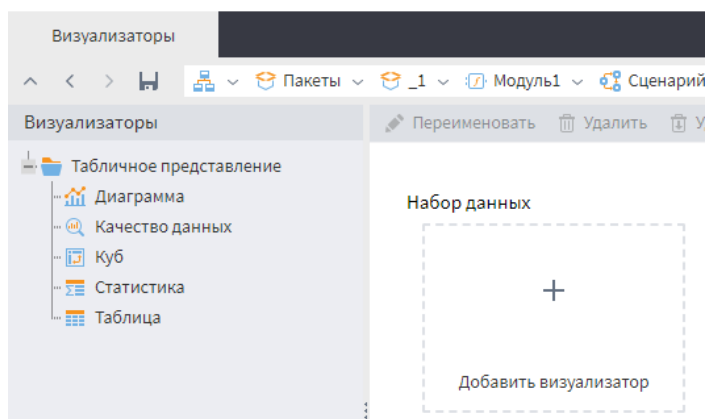 Визуализаторы
Пакеты _1 Модуль1 Сценарий
Визуализаторы
Переименовать Удалить
Табличное представление
Диаграмма
Качество данных
Куб
Статистика
Таблица
Набор данных
Добавить визуализатор